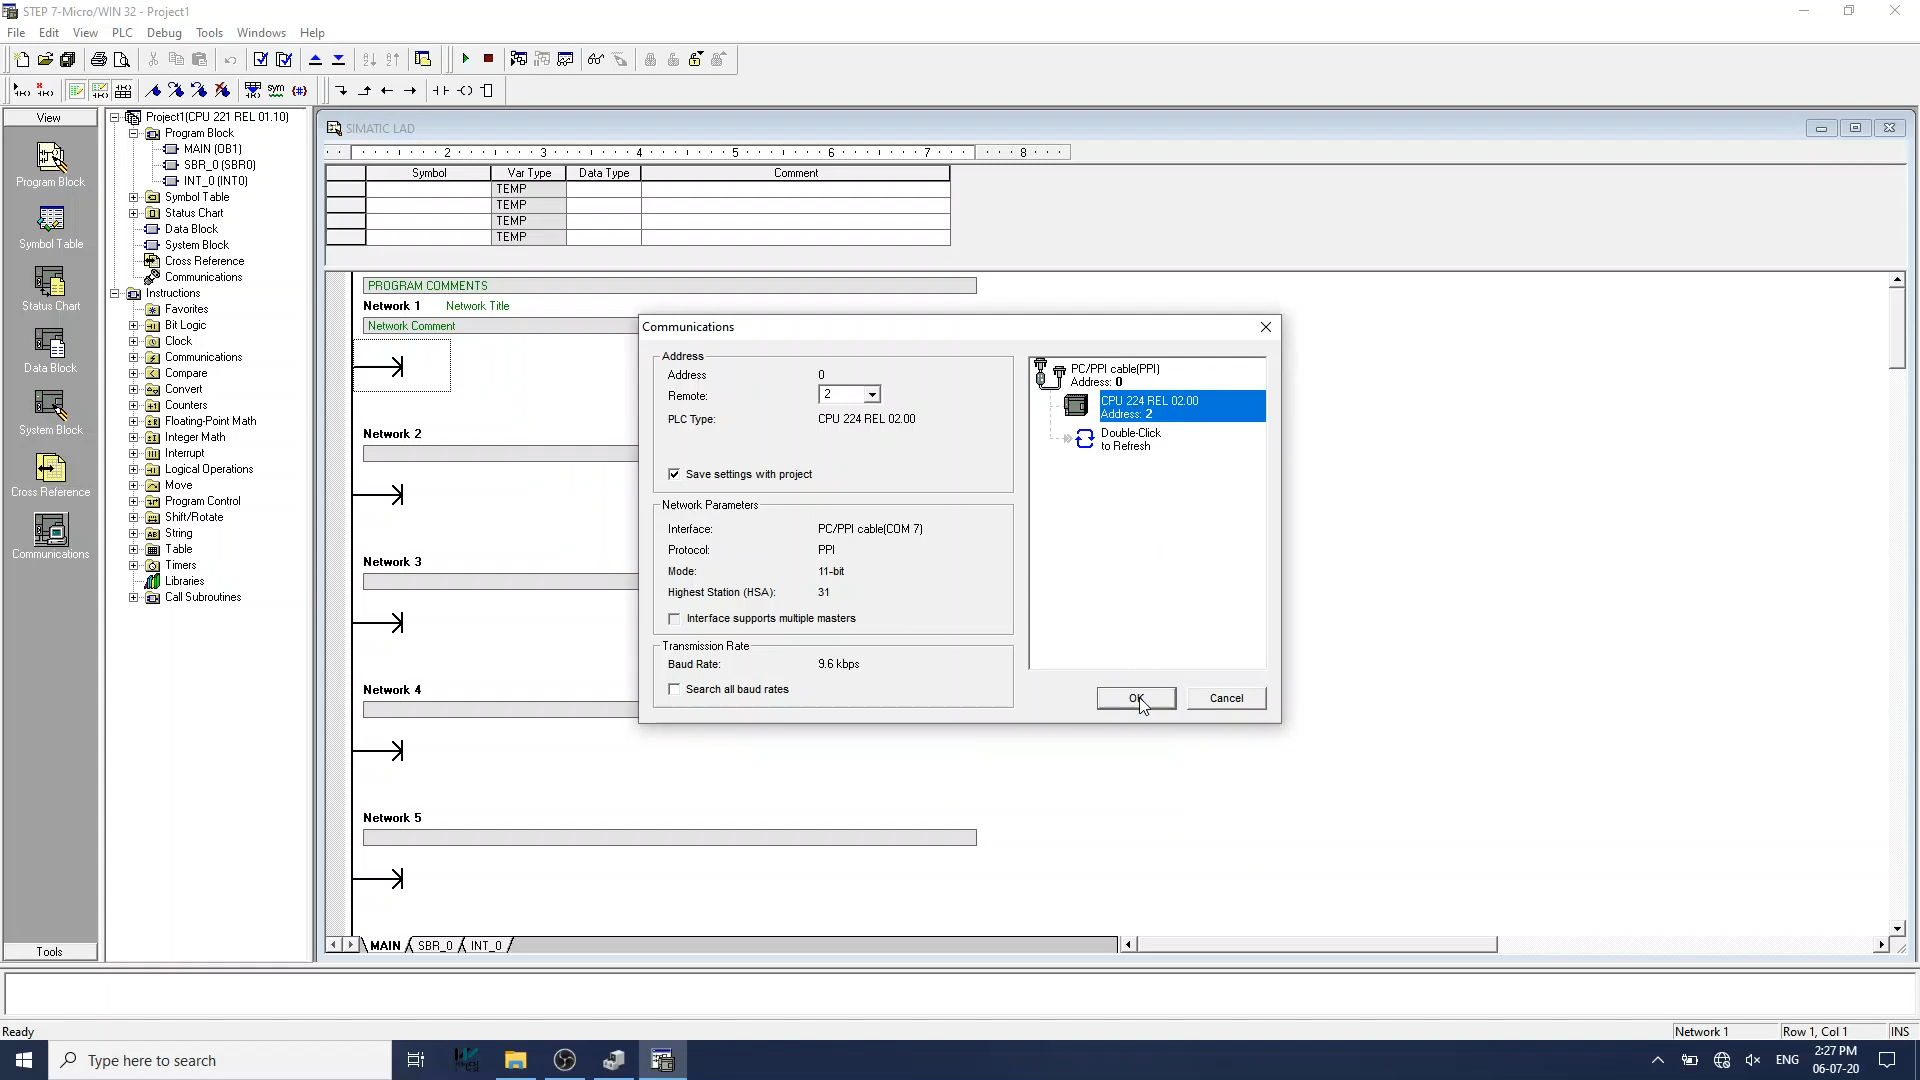 STEP 7-Micro/WIN 32 - Project1
File Edit View PLC Debug Tools Windows Help
sym
View
Program Block
Symbol Table
Status Chart
Data Block
System Block
Cross Reference
Communications
Tools
Project1(CPU 221 REL 01.10)
Program Block
MAIN (OB1)
SBR_0 (SBR0)
INT_0 (INT0)
Symbol Table
Status Chart
Data Block
System Block
Cross Reference
Communications
Instructions
Favorites
Bit Logic
Clock
Communications
Compare
Convert
Counters
Floating-Point Math
Integer Math
Interrupt
Logical Operations
Move
Program Control
Shift/Rotate
String
Table
Timers
Libraries
Call Subroutines
SIMATIC LAD
2 3 4 5 6 7 8
Symbol Var Type Data Type Comment
TEMP
TEMP
TEMP
TEMP
PROGRAM COMMENTS
Network 1 Network Title
Network Comment
Network 2
Network 3
Network 4
Network 5
MAIN SBR_0 INT_0
Communications
Address
Address 0
Remote: 2
PLC Type: CPU 224 REL 02.00
Save settings with project
Network Parameters
Interface: PC/PPI cable(COM 7)
Protocol: PPI
Mode: 11-bit
Highest Station (HSA): 31
Interface supports multiple masters
Transmission Rate
Baud Rate: 9.6 kbps
Search all baud rates
PC/PPI cable(PPI)
Address: 0
CPU 224 REL 02.00
Address: 2
Double-Click
to Refresh
OK Cancel
Ready
Network 1 Row 1, Col 1 INS
Type here to search
ENG
2:27 PM
06-07-20